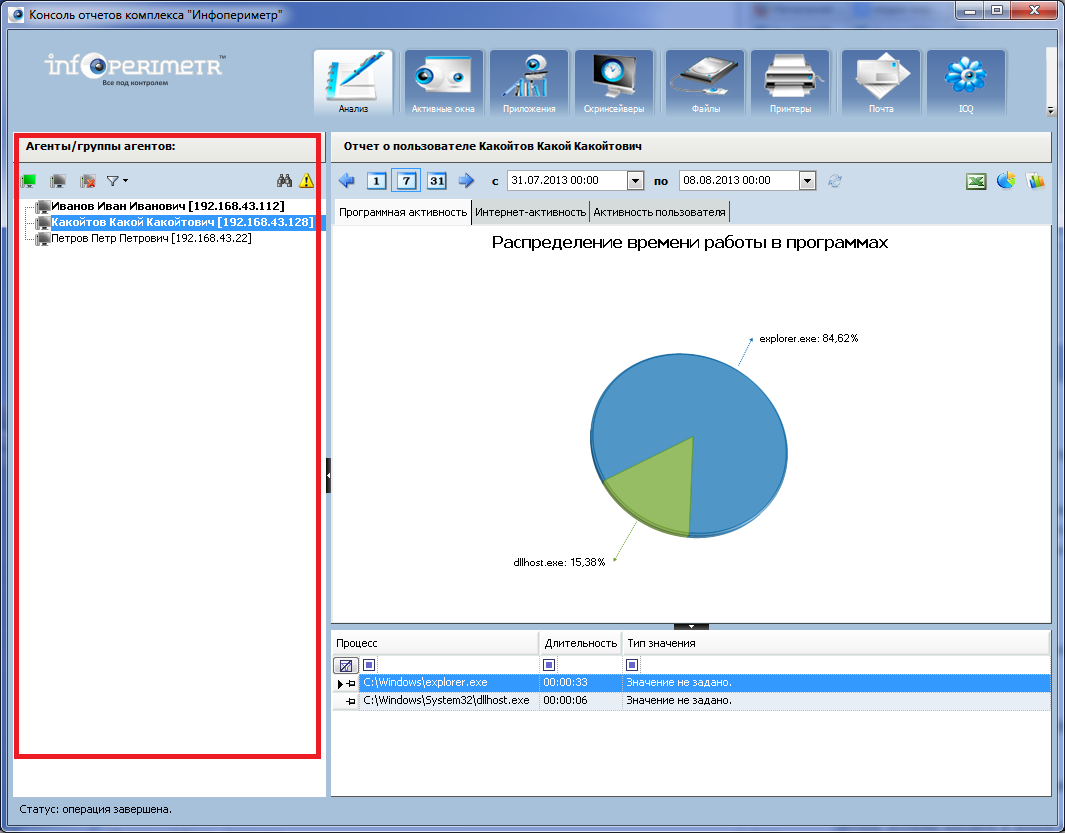 Консоль отчетов комплекса "Инфопериметр"
infOPERIMETR™
Все под контролем
Анализ
Активные окна
Приложения
Скринсейверы
Файлы
Принтеры
Почта
ICQ
Агенты/группы агентов:
Иванов Иван Иванович [192.168.43.112]
Какойтов Какой Какойтович [192.168.43.128]
Петров Петр Петрович [192.168.43.22]
Отчет о пользователе Какойтов Какой Какойтович
1 7 31 с 31.07.2013 00:00 по 08.08.2013 00:00
Программная активность Интернет-активность Активность пользователя
Распределение времени работы в программах
explorer.exe: 84,62%
dllhost.exe: 15,38%
Процесс Длительность Тип значения
C:\Windows\explorer.exe 00:00:33 Значение не задано.
C:\Windows\System32\dllhost.exe 00:00:06 Значение не задано.
Статус: операция завершена.